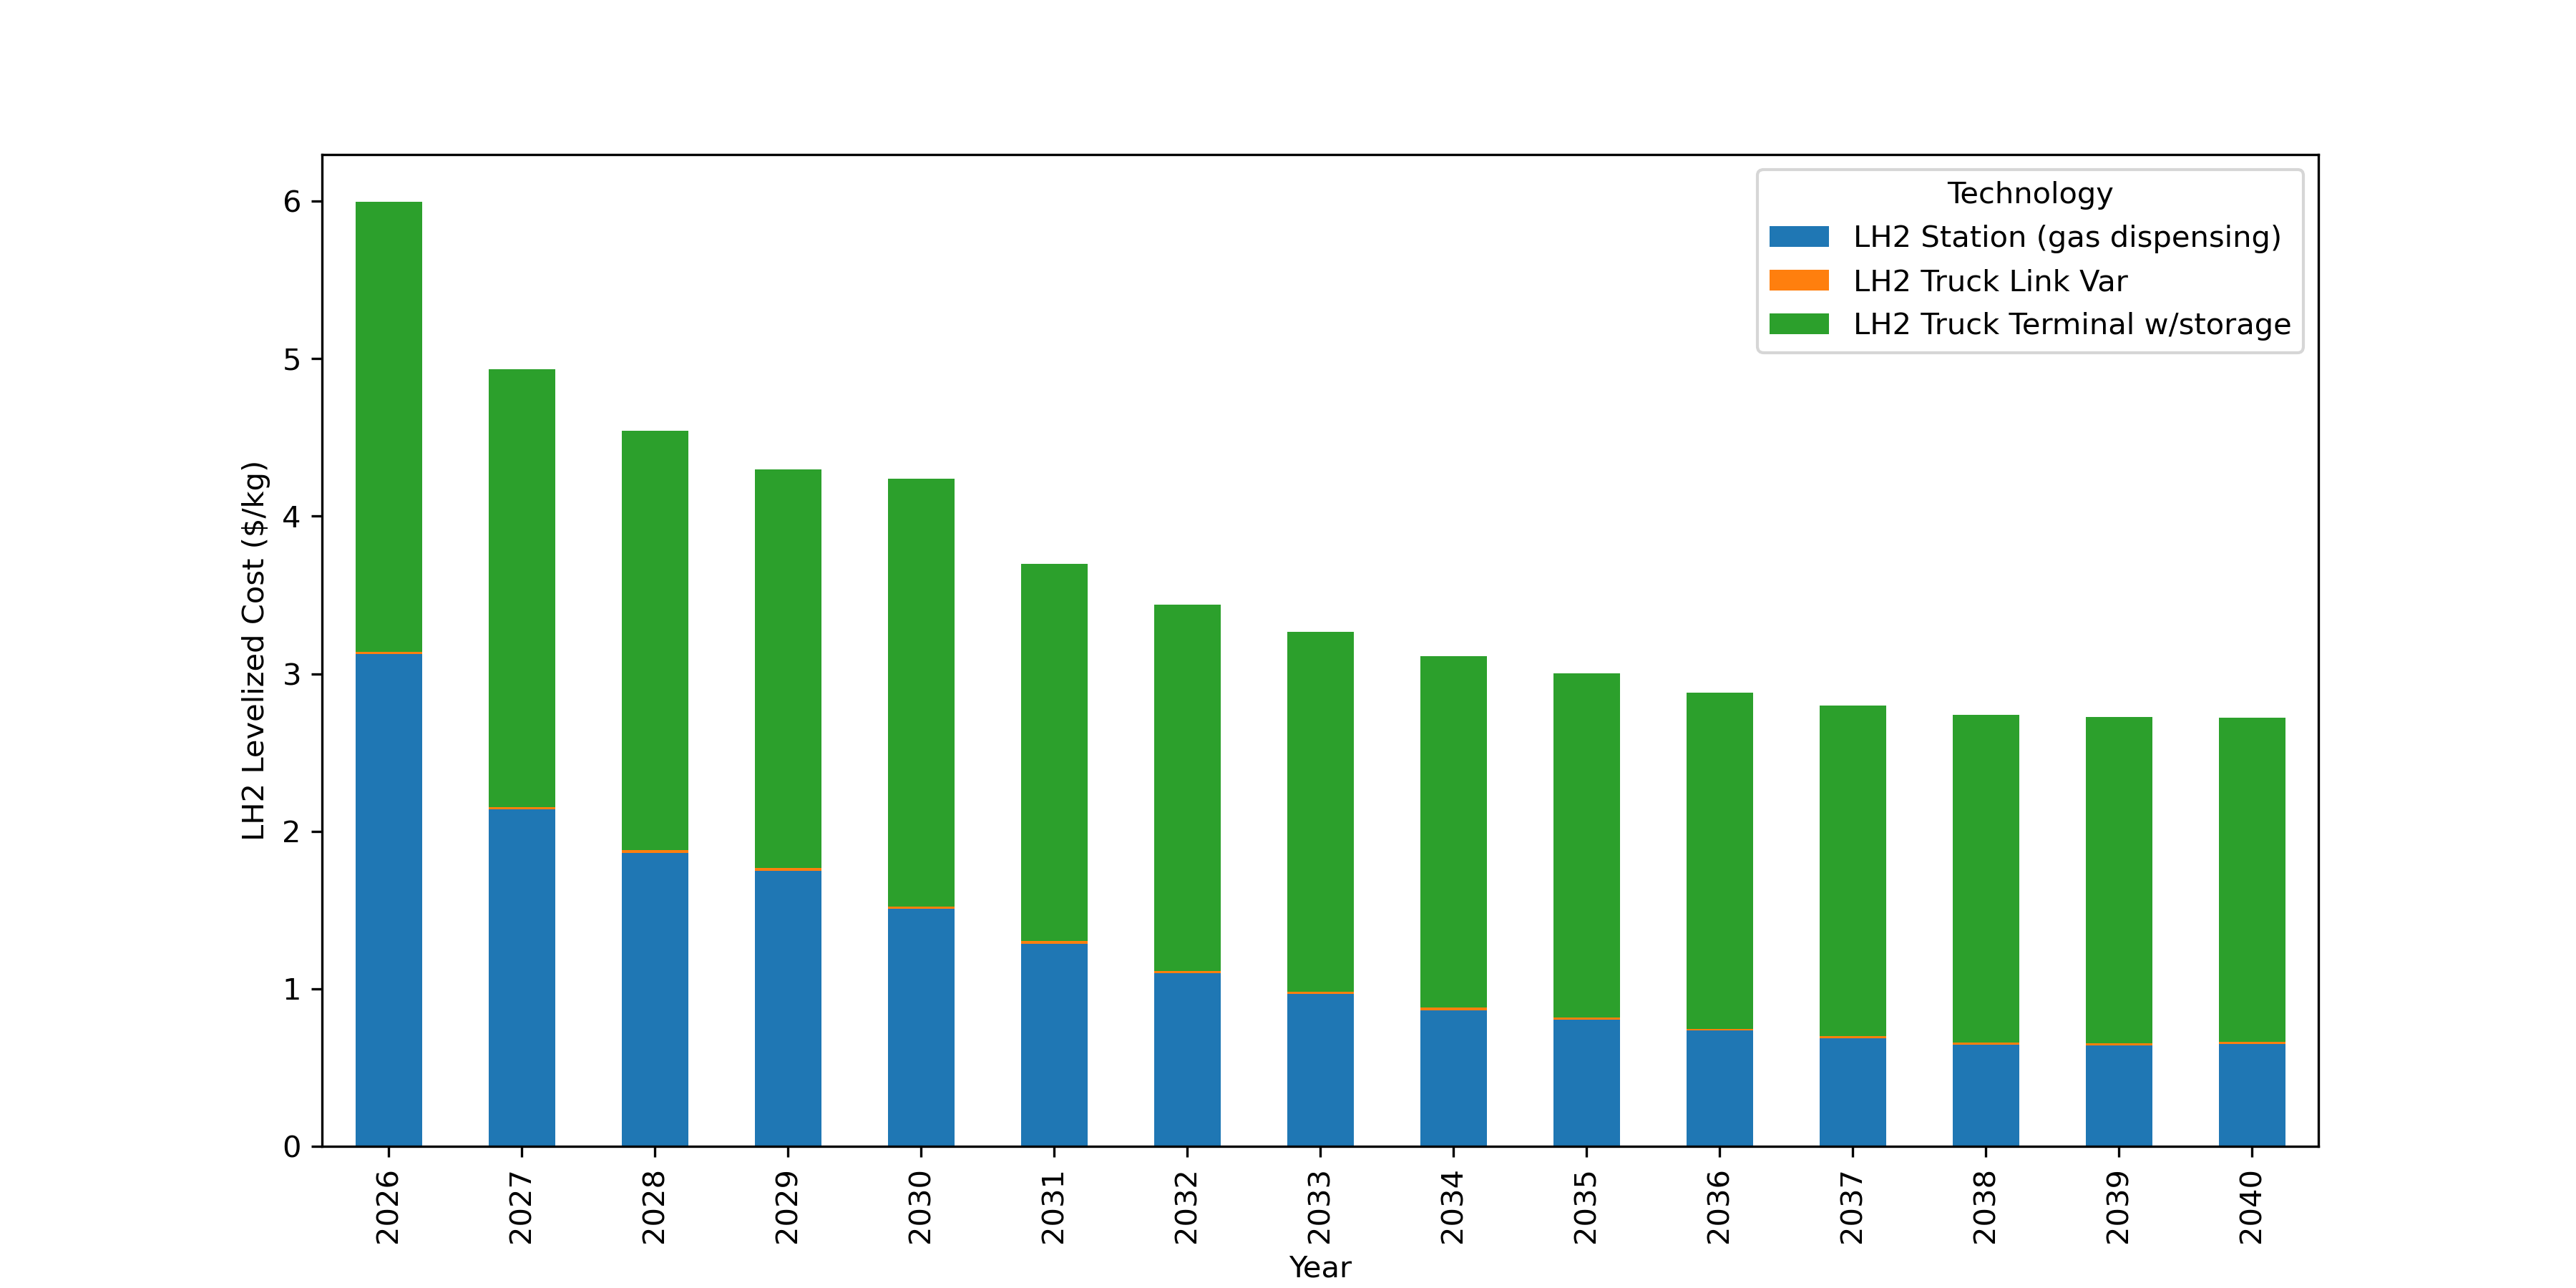 Technology
LH2 Station (gas dispensing)
LH2 Truck Link Var
LH2 Truck Terminal w/storage
LH2 Levelized Cost ($/kg)
6
5
4
3
2
1
0
2026 2027 2028 2029 2030 2031 2032 2033 2034 2035 2036 2037 2038 2039 2040
Year